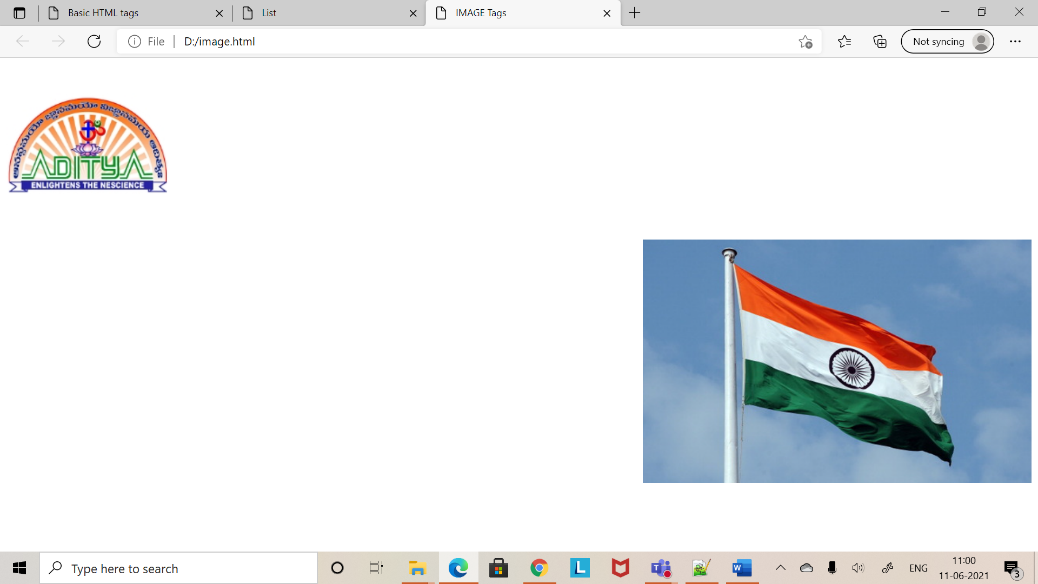 Basic HTML tags
List
IMAGE Tags
File
D:/image.html
Not syncing
ADITYA
ENLIGHTENS THE NESCIENCE
Type here to search
L
W
ENG
11:00
11-06-2021
3